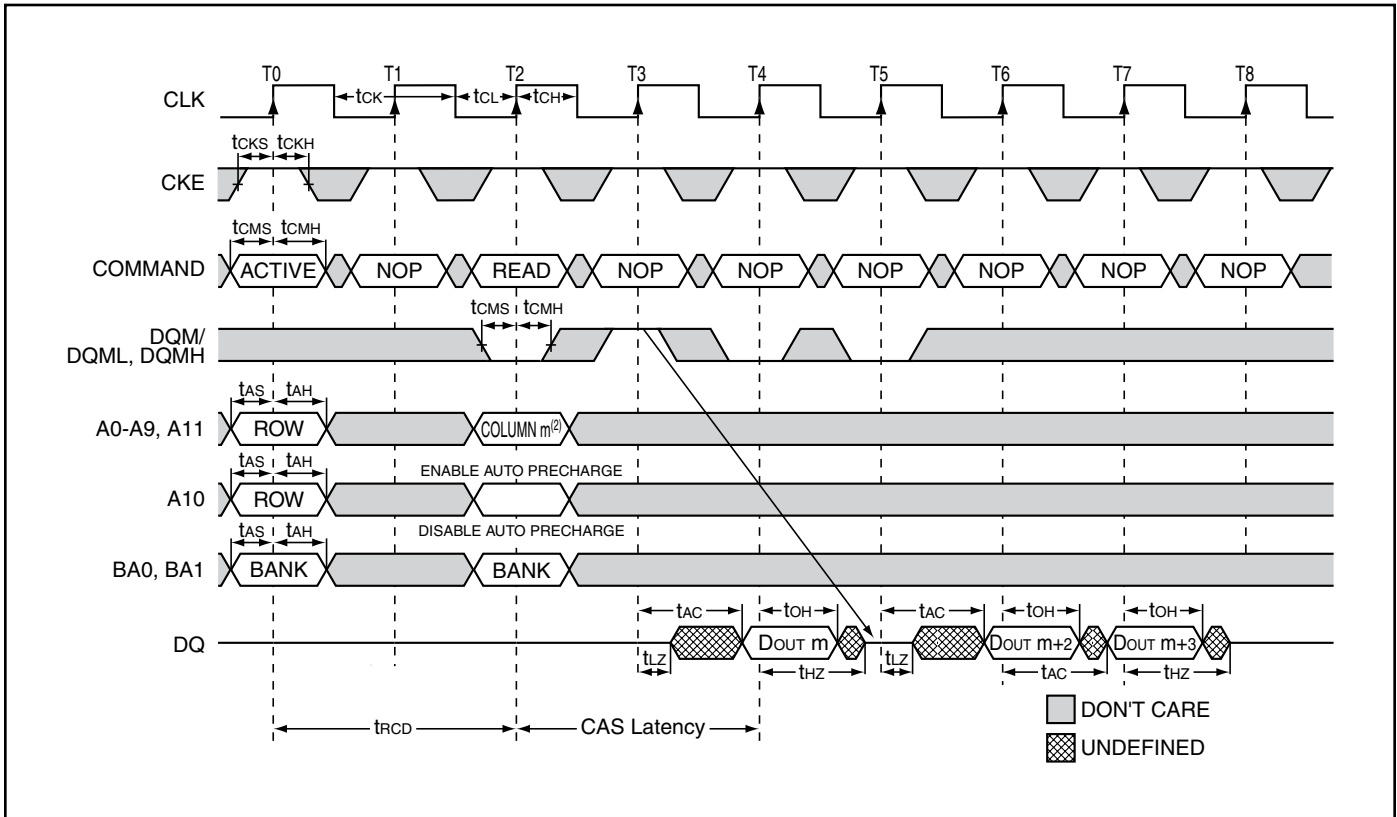 T0 T1 T2 T3 T4 T5 T6 T7 T8
CLK
tCK tCL tCH
tCKS tCKH
CKE
tCMS tCMH
COMMAND ACTIVE NOP READ NOP NOP NOP NOP NOP NOP
tCMS tCMH
DQM/
DQML, DQMH
tAS tAH
A0-A9, A11 ROW COLUMN m(2)
tAS tAH ENABLE AUTO PRECHARGE
A10 ROW
tAS tAH DISABLE AUTO PRECHARGE
BA0, BA1 BANK BANK
tAC tOH tAC tOH tOH
DQ DOUT m DOUT m+2 DOUT m+3
tLZ tHZ tLZ tAC tHZ
tRCD CAS Latency
DON'T CARE
UNDEFINED